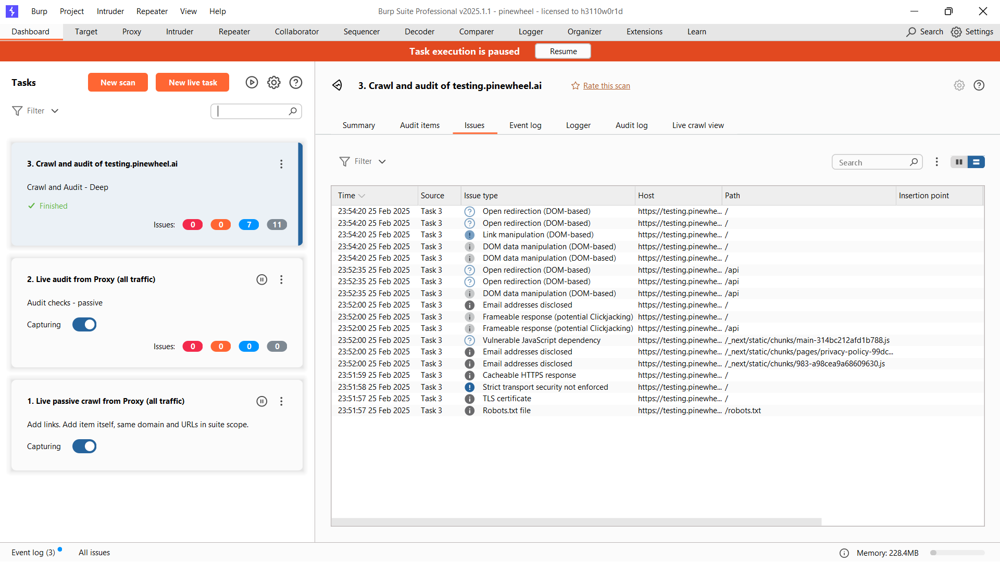 Burp Project Intruder Repeater View Help Burp Suite Professional v2025.1.1 - pinewheel - licensed to h3110w0r1d
Dashboard Target Proxy Intruder Repeater Collaborator Sequencer Decoder Comparer Logger Organizer Extensions Learn Search Settings
Task execution is paused Resume
Tasks New scan New live task
Filter
3. Crawl and audit of testing.pinewheel.ai
Crawl and Audit - Deep
Finished
Issues: 0 0 7 11
2. Live audit from Proxy (all traffic)
Audit checks - passive
Capturing
Issues: 0 0 0 0
1. Live passive crawl from Proxy (all traffic)
Add links. Add item itself, same domain and URLs in suite scope.
Capturing
3. Crawl and audit of testing.pinewheel.ai Rate this scan
Summary Audit items Issues Event log Logger Audit log Live crawl view
Filter Search
Time Source Issue type Host Path Insertion point
23:54:20 25 Feb 2025 Task 3 Open redirection (DOM-based) https://testing.pinewhe... /
23:54:20 25 Feb 2025 Task 3 Open redirection (DOM-based) https://testing.pinewhe... /
23:54:20 25 Feb 2025 Task 3 Link manipulation (DOM-based) https://testing.pinewhe... /
23:54:20 25 Feb 2025 Task 3 DOM data manipulation (DOM-based) https://testing.pinewhe... /
23:54:20 25 Feb 2025 Task 3 DOM data manipulation (DOM-based) https://testing.pinewhe... /
23:52:35 25 Feb 2025 Task 3 Open redirection (DOM-based) https://testing.pinewhe... /api
23:52:35 25 Feb 2025 Task 3 Open redirection (DOM-based) https://testing.pinewhe... /api
23:52:35 25 Feb 2025 Task 3 DOM data manipulation (DOM-based) https://testing.pinewhe... /api
23:52:00 25 Feb 2025 Task 3 Email addresses disclosed https://testing.pinewhe... /
23:52:00 25 Feb 2025 Task 3 Frameable response (potential Clickjacking) https://testing.pinewhe... /
23:52:00 25 Feb 2025 Task 3 Frameable response (potential Clickjacking) https://testing.pinewhe... /api
23:52:00 25 Feb 2025 Task 3 Vulnerable JavaScript dependency https://testing.pinewhe... /_next/static/chunks/main-314bc212afd1b788.js
23:52:00 25 Feb 2025 Task 3 Email addresses disclosed https://testing.pinewhe... /_next/static/chunks/pages/privacy-policy-99dc...
23:52:00 25 Feb 2025 Task 3 Email addresses disclosed https://testing.pinewhe... /_next/static/chunks/983-a98cea9a68609630.js
23:51:59 25 Feb 2025 Task 3 Cacheable HTTPS response https://testing.pinewhe... /
23:51:58 25 Feb 2025 Task 3 Strict transport security not enforced https://testing.pinewhe... /
23:51:57 25 Feb 2025 Task 3 TLS certificate https://testing.pinewhe... /
23:51:57 25 Feb 2025 Task 3 Robots.txt file https://testing.pinewhe... /robots.txt
Event log (3) All issues Memory: 228.4MB